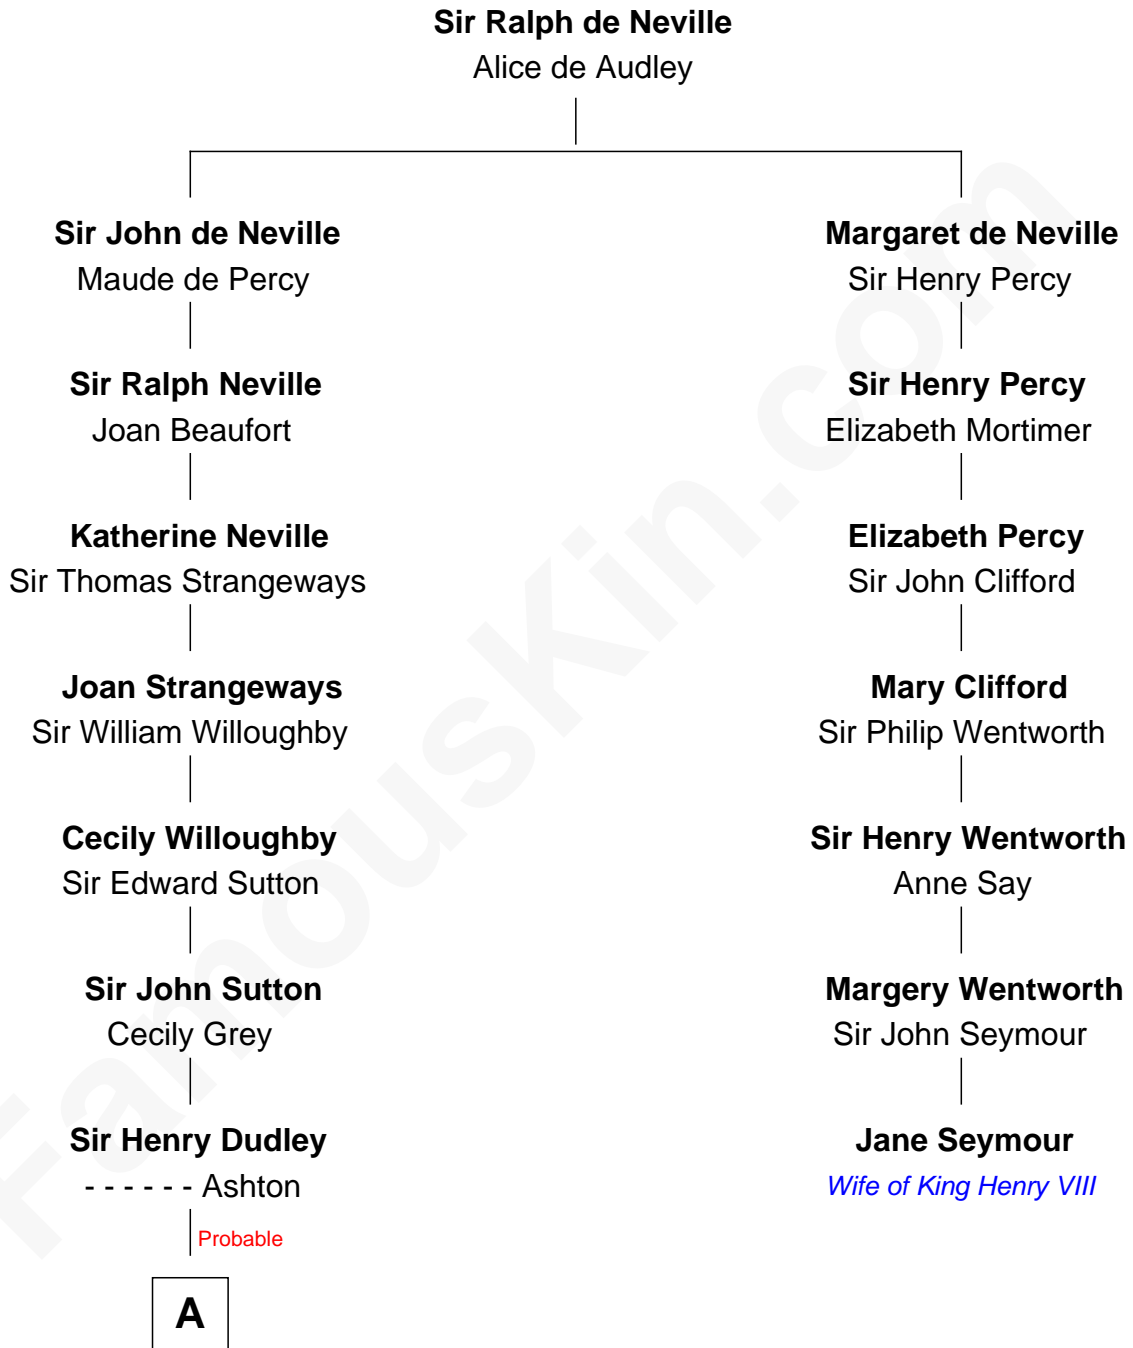 Sir Ralph de Neville
Alice de Audley
Sir John de Neville
Maude de Percy
Margaret de Neville
Sir Henry Percy
Sir Ralph Neville
Joan Beaufort
Sir Henry Percy
Elizabeth Mortimer
Katherine Neville
Sir Thomas Strangeways
Elizabeth Percy
Sir John Clifford
Joan Strangeways
Sir William Willoughby
Mary Clifford
Sir Philip Wentworth
Cecily Willoughby
Sir Edward Sutton
Sir Henry Wentworth
Anne Say
Sir John Sutton
Cecily Grey
Margery Wentworth
Sir John Seymour
Sir Henry Dudley
- - - - - - Ashton
Jane Seymour
Wife of King Henry VIII
Probable
A
FamousKin.com